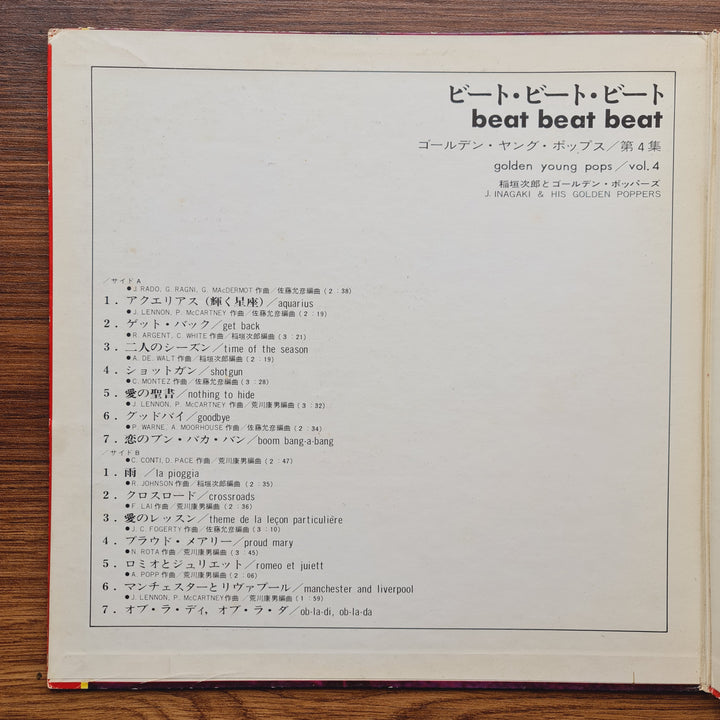 ビート・ビート・ビート
beat beat beat
ゴールデン・ヤング・ポップス／第4集
golden young pops／vol. 4
稲垣次郎とゴールデン・ポッパーズ
J. INAGAKI & HIS GOLDEN POPPERS
／サイドA
●J. RADO, G. RAGNI, G. MACDERMOT 作曲／佐藤允彦編曲（2：38）
1．アクエリアス（輝く星座）／aquarius
●J. LENNON, P. McCARTNEY 作曲／佐藤允彦編曲（2：19）
2．ゲット・バック／get back
●R. ARGENT, C. WHITE 作曲／稲垣次郎編曲（3：21）
3．二人のシーズン／time of the season
●A. DE. WALT 作曲／稲垣次郎編曲（2：19）
4．ショットガン／shotgun
●C. MONTEZ 作曲／佐藤允彦編曲（3：28）
5．愛の聖書／nothing to hide
●J. LENNON, P. McCARTNEY 作曲／荒川康男編曲（3：32）
6．グッドバイ／goodbye
●P. WARNE, A. MOORHOUSE 作曲／佐藤允彦編曲（2：34）
7．恋のブン・バカ・バン／boom bang-a-bang
／サイドB
●C. CONTI, D. PACE 作曲／荒川康男編曲（2：47）
1．雨／la pioggia
●R. JOHNSON 作曲／稲垣次郎編曲（2：35）
2．クロスロード／crossroads
●F. LAI 作曲／荒川康男編曲（2：36）
3．愛のレッスン／theme de la leçon particuliére
●J. C. FOGERTY 作曲／佐藤允彦編曲（3：10）
4．プラウド・メアリー／proud mary
●N. ROTA 作曲／荒川康男編曲（3：45）
5．ロミオとジュリエット／romeo et juiett
●A. POPP 作曲／荒川康男編曲（2：06）
6．マンチェスターとリヴァプール／manchester and liverpool
●J. LENNON, P. McCARTNEY作曲／荒川康男編曲（1：59）
7．オブ・ラ・ディ，オブ・ラ・ダ／ob-la-di, ob-la-da